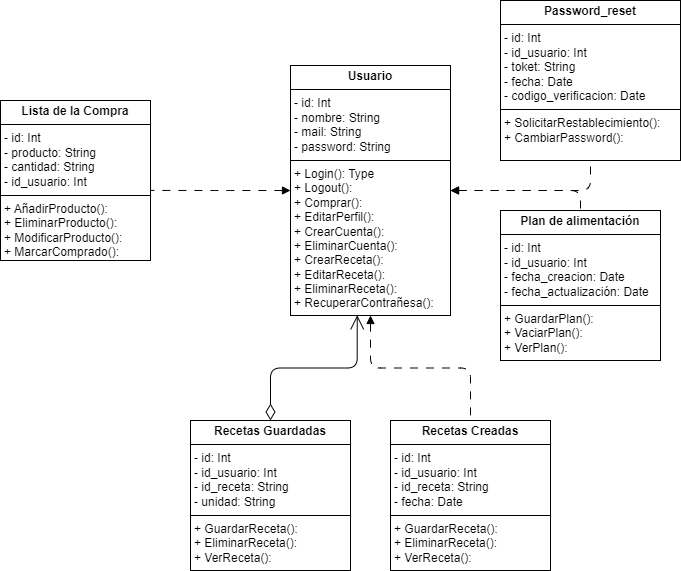 Password_reset
- id: Int
- id_usuario: Int
- toket: String
- fecha: Date
- codigo_verificacion: Date
+ SolicitarRestablecimiento():
+ CambiarPassword():
Usuario
- id: Int
- nombre: String
- mail: String
- password: String
+ Login(): Type
+ Logout():
+ Comprar():
+ EditarPerfil():
+ CrearCuenta():
+ EliminarCuenta():
+ CrearReceta():
+ EditarReceta():
+ EliminarReceta():
+ RecuperarContrañesa():
Lista de la Compra
- id: Int
- producto: String
- cantidad: String
- id_usuario: Int
+ AñadirProducto():
+ EliminarProducto():
+ ModificarProducto():
+ MarcarComprado():
Plan de alimentación
- id: Int
- id_usuario: Int
- fecha_creacion: Date
- fecha_actualización: Date
+ GuardarPlan():
+ VaciarPlan():
+ VerPlan():
Recetas Guardadas
- id: Int
- id_usuario: Int
- id_receta: String
- unidad: String
+ GuardarReceta():
+ EliminarReceta():
+ VerReceta():
Recetas Creadas
- id: Int
- id_usuario: Int
- id_receta: String
- fecha: Date
+ GuardarReceta():
+ EliminarReceta():
+ VerReceta():